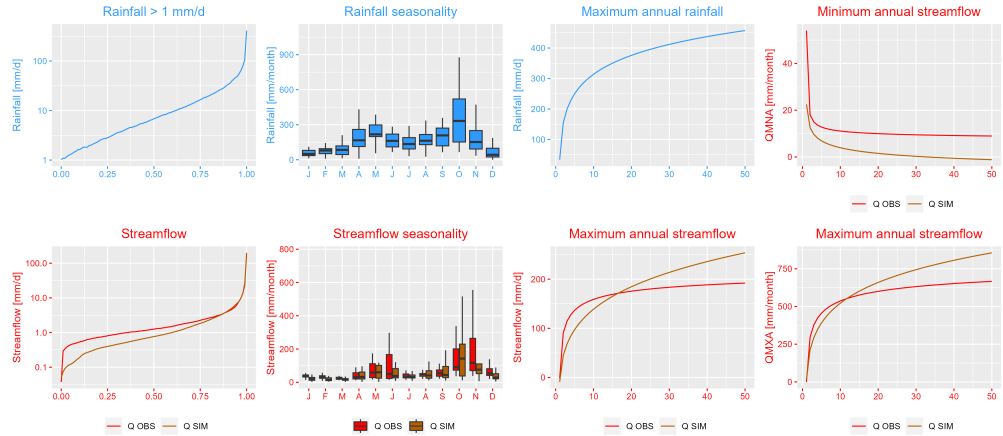 Rainfall > 1 mm/d
Rainfall [mm/d]
100
10
1
0.00 0.25 0.50 0.75 1.00
Rainfall seasonality
Rainfall [mm/month]
900
600
300
0
J F M A M J J A S O N D
Maximum annual rainfall
Rainfall [mm/d]
400
300
200
100
0 10 20 30 40 50
Minimum annual streamflow
QMNA [mm/month]
40
20
0
0 10 20 30 40 50
Q OBS Q SIM
Streamflow
Streamflow [mm/d]
100.0
10.0
1.0
0.1
0.00 0.25 0.50 0.75 1.00
Q OBS Q SIM
Streamflow seasonality
Streamflow [mm/month]
800
600
400
200
0
J F M A M J J A S O N D
Q OBS Q SIM
Maximum annual streamflow
Streamflow [mm/d]
200
100
0
0 10 20 30 40 50
Q OBS Q SIM
Maximum annual streamflow
QMXA [mm/month]
750
500
250
0
0 10 20 30 40 50
Q OBS Q SIM